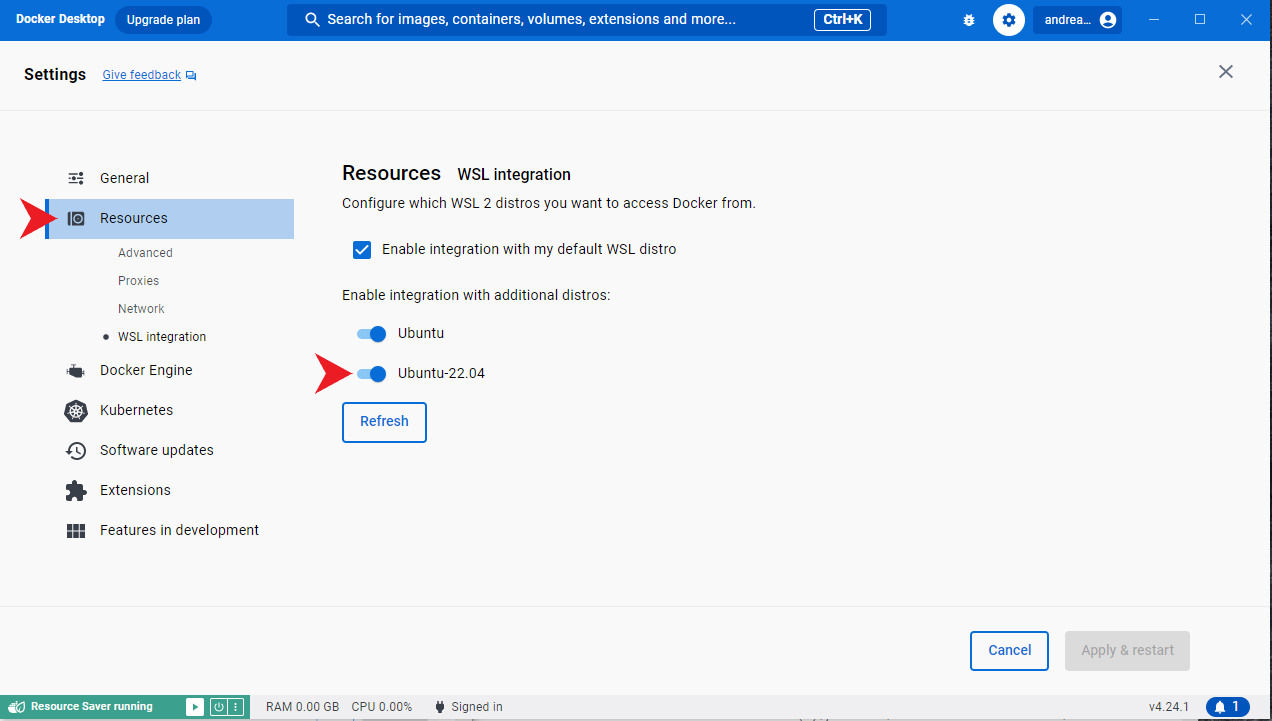 Docker Desktop
Upgrade plan
Search for images, containers, volumes, extensions and more...
Ctrl+K
andrea...
Settings
Give feedback
General
Resources
Advanced
Proxies
Network
WSL integration
Docker Engine
Kubernetes
Software updates
Extensions
Features in development
Resources WSL integration
Configure which WSL 2 distros you want to access Docker from.
Enable integration with my default WSL distro
Enable integration with additional distros:
Ubuntu
Ubuntu-22.04
Refresh
Cancel
Apply & restart
Resource Saver running
RAM 0.00 GB CPU 0.00%
Signed in
v4.24.1
1